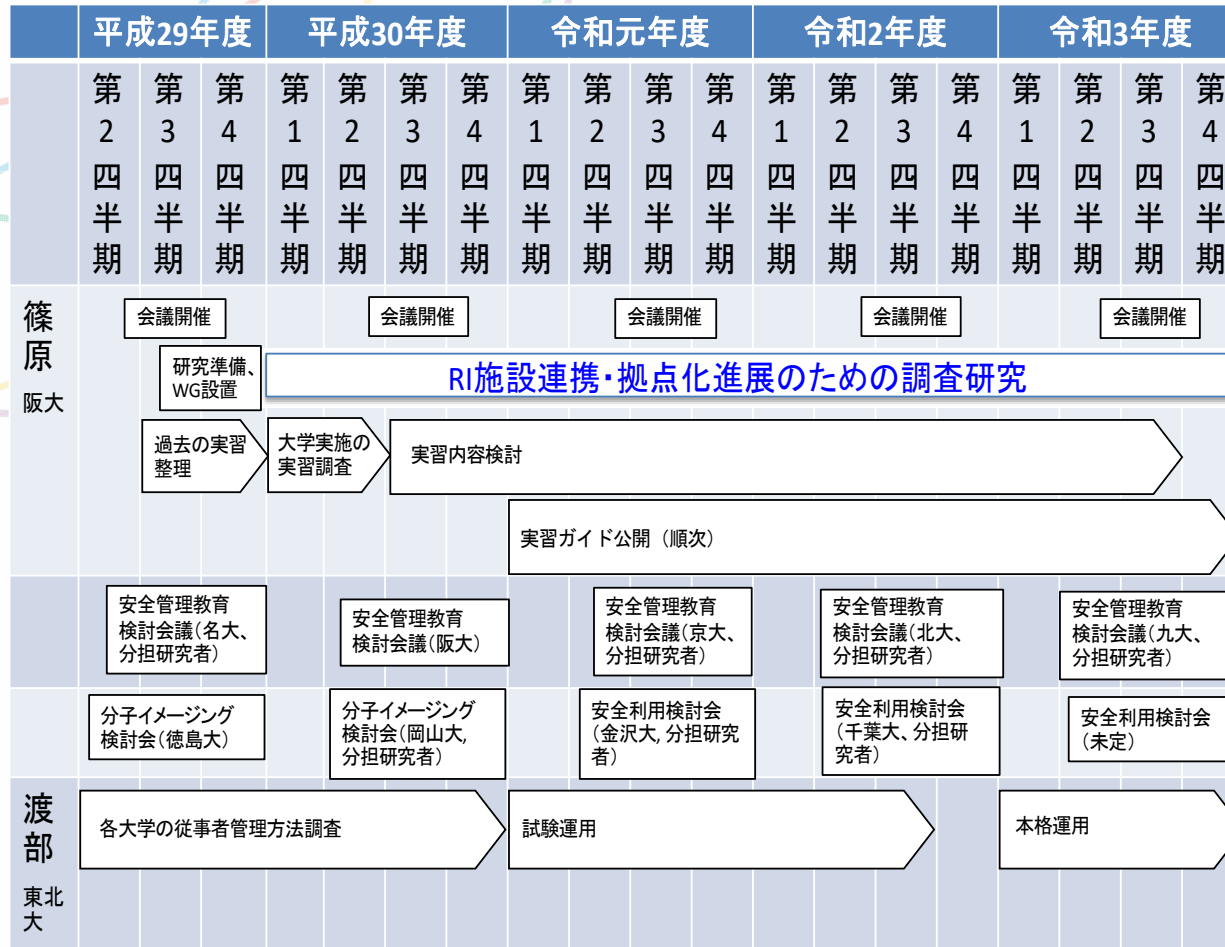 平成29年度 平成30年度 令和元年度 令和2年度 令和3年度
第2四半期 第3四半期 第4四半期 第1四半期 第2四半期 第3四半期 第4四半期 第1四半期 第2四半期 第3四半期 第4四半期 第1四半期 第2四半期 第3四半期 第4四半期 第1四半期 第2四半期 第3四半期 第4四半期
篠原
阪大
会議開催 会議開催 会議開催 会議開催 会議開催
研究準備、
WG設置
RI施設連携・拠点化進展のための調査研究
過去の実習
整理
大学実施の
実習調査
実習内容検討
実習ガイド公開（順次）
安全管理教育
検討会議（名大、
分担研究者）
安全管理教育
検討会議（阪大）
安全管理教育
検討会議（京大、
分担研究者）
安全管理教育
検討会議（北大、
分担研究者）
安全管理教育
検討会議（九大、
分担研究者）
分子イメージング
検討会（徳島大）
分子イメージング
検討会（岡山大,
分担研究者）
安全利用検討会
（金沢大, 分担研究
者）
安全利用検討会
（千葉大、分担研
究者）
安全利用検討会
（未定）
渡部
東北
大
各大学の従事者管理方法調査
試験運用
本格運用